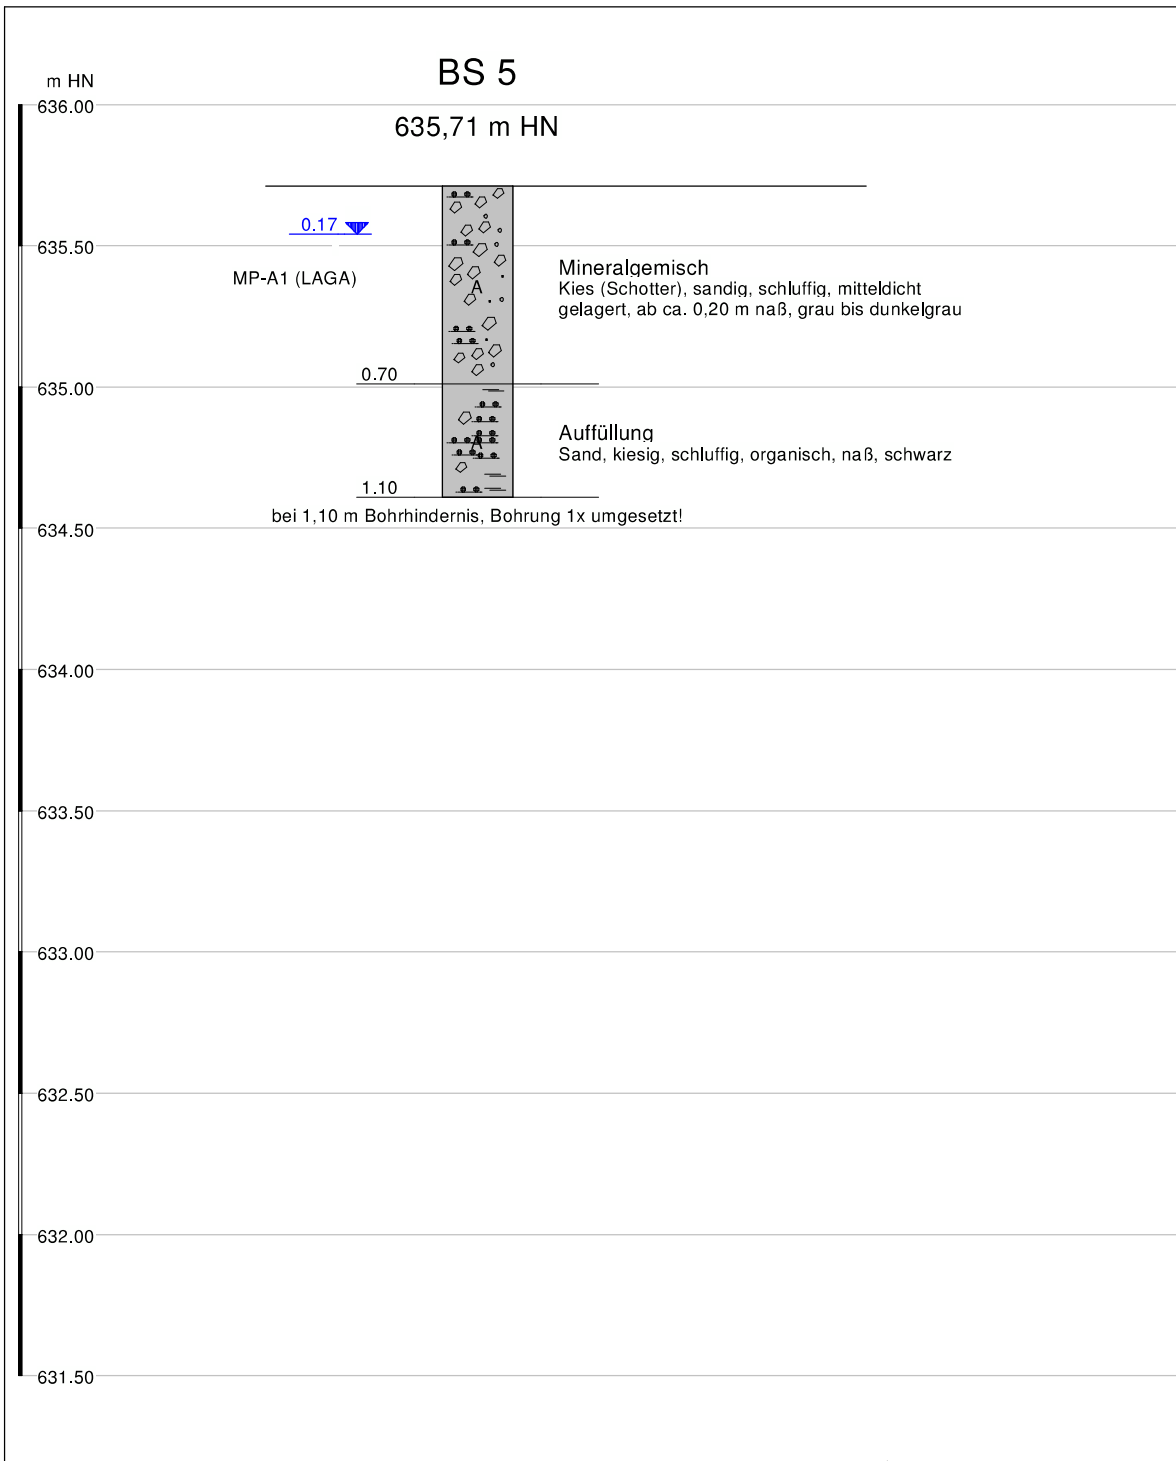 BS 5
m HN
636.00
635,71 m HN
0.17
635.50
MP-A1 (LAGA)
A
Mineralgemisch
Kies (Schotter), sandig, schluffig, mitteldicht
gelagert, ab ca. 0,20 m naß, grau bis dunkelgrau
0.70
635.00
A
Auffüllung
Sand, kiesig, schluffig, organisch, naß, schwarz
1.10
bei 1,10 m Bohrhindernis, Bohrung 1x umgesetzt!
634.50
634.00
633.50
633.00
632.50
632.00
631.50